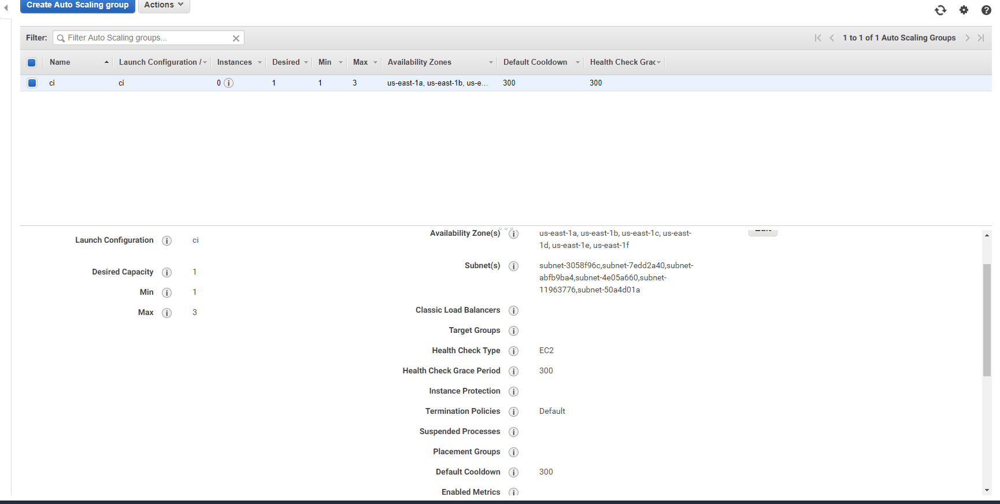 Create Auto Scaling group Actions
Filter: Filter Auto Scaling groups... 1 to 1 of 1 Auto Scaling Groups
Name Launch Configuration / Instances Desired Min Max Availability Zones Default Cooldown Health Check Grac
ci ci 0 1 1 3 us-east-1a, us-east-1b, us-e... 300 300
Launch Configuration ci
Desired Capacity 1
Min 1
Max 3
Availability Zone(s) us-east-1a, us-east-1b, us-east-1c, us-east-
1d, us-east-1e, us-east-1f
Edit
Subnet(s) subnet-3058f96c,subnet-7edd2a40,subnet-
abfb9ba4,subnet-4e05a660,subnet-
11963776,subnet-50a4d01a
Classic Load Balancers
Target Groups
Health Check Type EC2
Health Check Grace Period 300
Instance Protection
Termination Policies Default
Suspended Processes
Placement Groups
Default Cooldown 300
Enabled Metrics